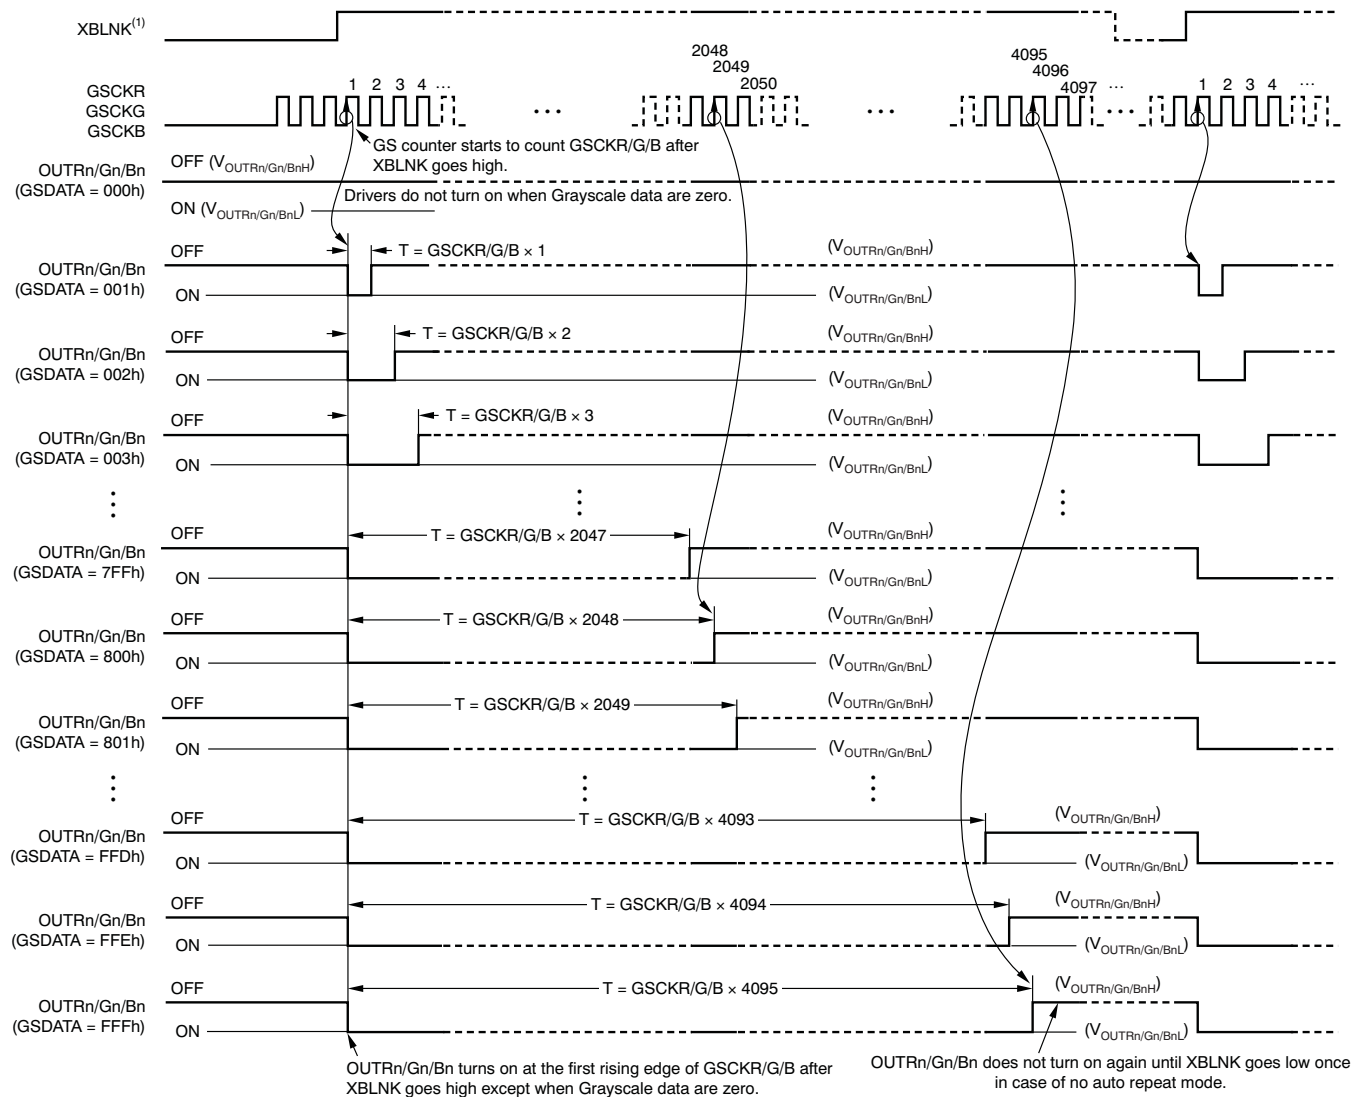 XBLNK(1)
2048
2049
2050
4095
4096
4097
GSCKR
GSCKG
GSCKB
1 2 3 4 ...
...
...
...
...
1 2 3 4 ...
GS counter starts to count GSCKR/G/B after
XBLNK goes high.
OUTRn/Gn/Bn
(GSDATA = 000h)
OFF (VOUTRn/Gn/BnH)
Drivers do not turn on when Grayscale data are zero.
ON (VOUTRn/Gn/BnL)
OUTRn/Gn/Bn
(GSDATA = 001h)
OFF
T = GSCKR/G/B × 1
(VOUTRn/Gn/BnH)
ON
(VOUTRn/Gn/BnL)
OUTRn/Gn/Bn
(GSDATA = 002h)
OFF
T = GSCKR/G/B × 2
(VOUTRn/Gn/BnH)
ON
(VOUTRn/Gn/BnL)
OUTRn/Gn/Bn
(GSDATA = 003h)
OFF
T = GSCKR/G/B × 3
(VOUTRn/Gn/BnH)
ON
(VOUTRn/Gn/BnL)
OUTRn/Gn/Bn
(GSDATA = 7FFh)
OFF
T = GSCKR/G/B × 2047
(VOUTRn/Gn/BnH)
ON
(VOUTRn/Gn/BnL)
OUTRn/Gn/Bn
(GSDATA = 800h)
OFF
T = GSCKR/G/B × 2048
(VOUTRn/Gn/BnH)
ON
(VOUTRn/Gn/BnL)
OUTRn/Gn/Bn
(GSDATA = 801h)
OFF
T = GSCKR/G/B × 2049
(VOUTRn/Gn/BnH)
ON
(VOUTRn/Gn/BnL)
OUTRn/Gn/Bn
(GSDATA = FFDh)
OFF
T = GSCKR/G/B × 4093
(VOUTRn/Gn/BnH)
ON
(VOUTRn/Gn/BnL)
OUTRn/Gn/Bn
(GSDATA = FFEh)
OFF
T = GSCKR/G/B × 4094
(VOUTRn/Gn/BnH)
ON
(VOUTRn/Gn/BnL)
OUTRn/Gn/Bn
(GSDATA = FFFh)
OFF
T = GSCKR/G/B × 4095
(VOUTRn/Gn/BnH)
ON
(VOUTRn/Gn/BnL)
OUTRn/Gn/Bn turns on at the first rising edge of GSCKR/G/B after
XBLNK goes high except when Grayscale data are zero.
OUTRn/Gn/Bn does not turn on again until XBLNK goes low once
in case of no auto repeat mode.